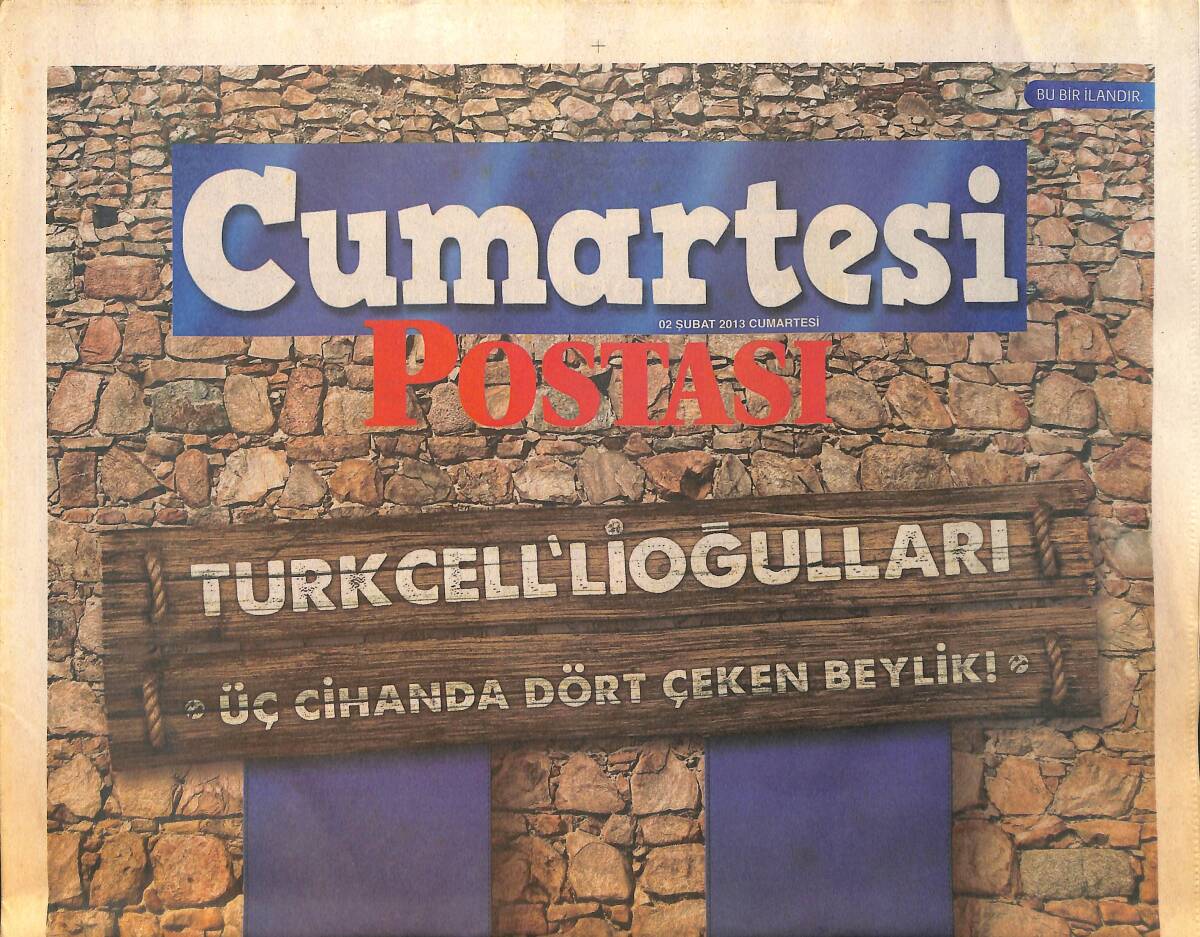 BU BİR İLANDIR.
Cumartesi
02 ŞUBAT 2013 CUMARTESİ
POSTASI
TURKCELL'LİOĞULLARI
ÜÇ CİHANDA DÖRT ÇEKEN BEYLİK!